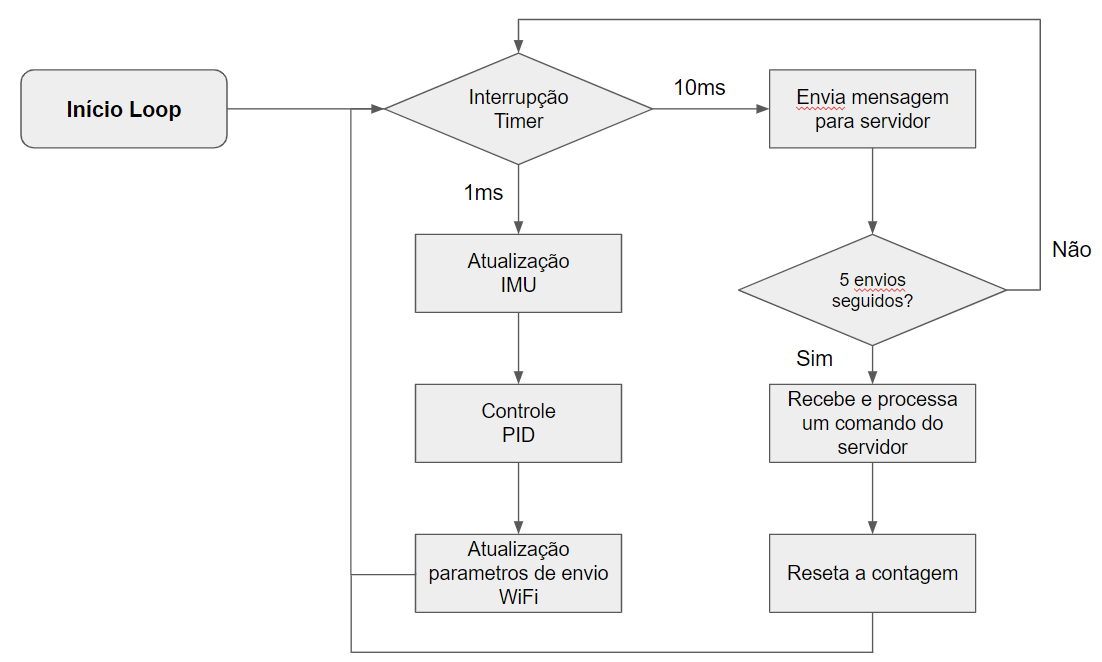 Início Loop
Interrupção
Timer
10ms
Envia mensagem
para servidor
1ms
Atualização
IMU
Controle
PID
Atualização
parametros de envio
WiFi
5 envios
seguidos?
Não
Sim
Recebe e processa
um comando do
servidor
Reseta a contagem